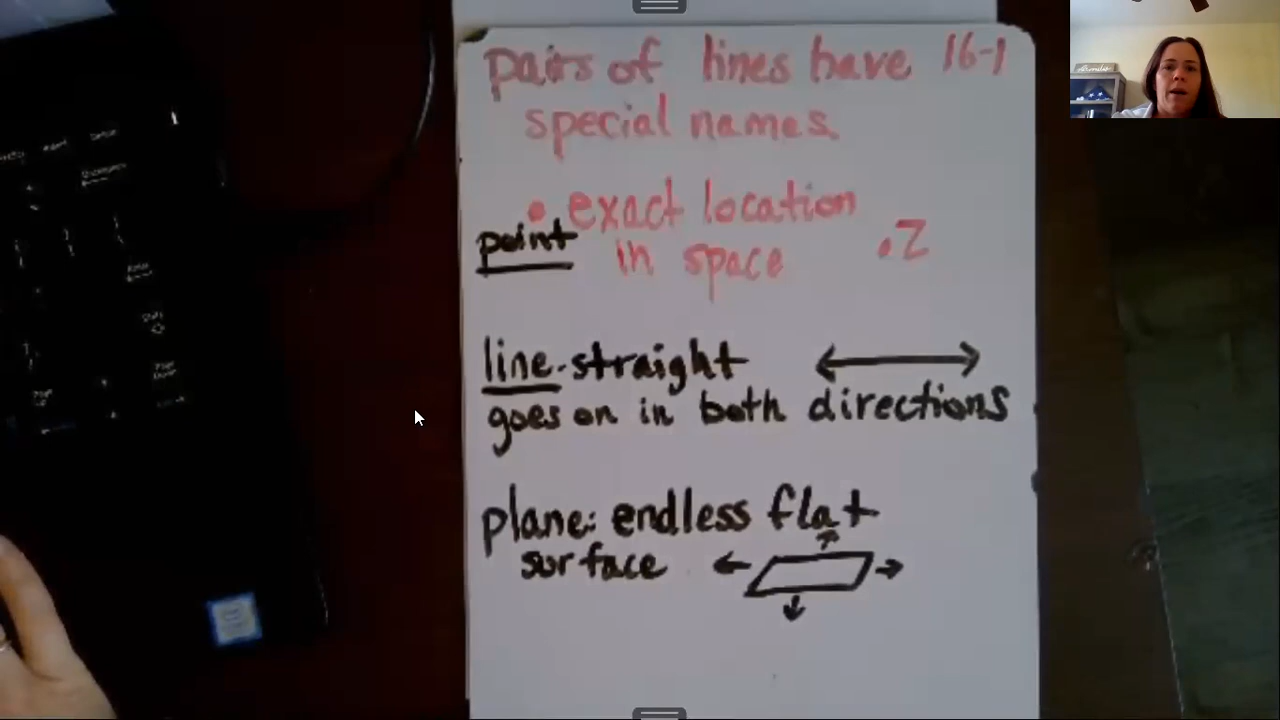 pairs of lines have 16-1
special names.
• exact location
point
in space
.Z
line-straight
goes on in both directions
plane: endless flat
surface